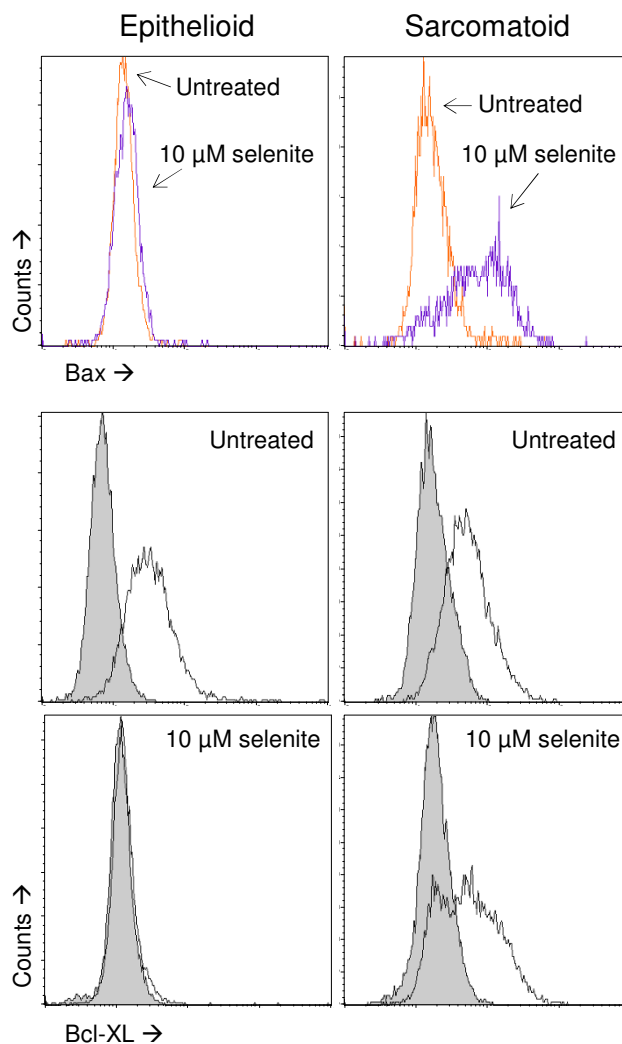 Epithelioid
Sarcomatoid
Untreated
10 μM selenite
Untreated
10 μM selenite
Counts →
Bax →
Untreated
Untreated
10 μM selenite
10 μM selenite
Counts →
Bcl-XL →